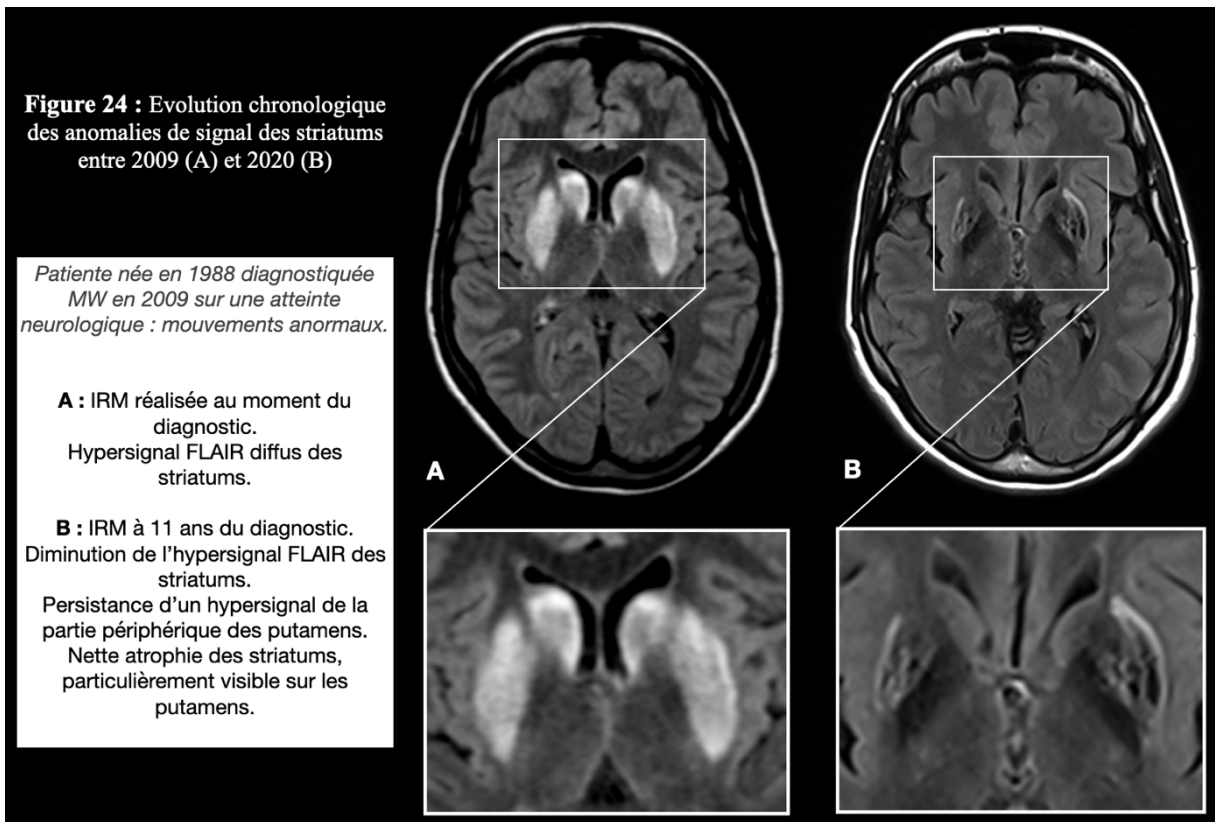 Figure 24 : Evolution chronologique
des anomalies de signal des striatums
entre 2009 (A) et 2020 (B)
Patiente née en 1988 diagnostiquée
MW en 2009 sur une atteinte
neurologique : mouvements anormaux.
A : IRM réalisée au moment du
diagnostic.
Hypersignal FLAIR diffus des
striatums.
B : IRM à 11 ans du diagnostic.
Diminution de l’hypersignal FLAIR des
striatums.
Persistance d’un hypersignal de la
partie périphérique des putamens.
Nette atrophie des striatums,
particulièrement visible sur les
putamens.
A
B